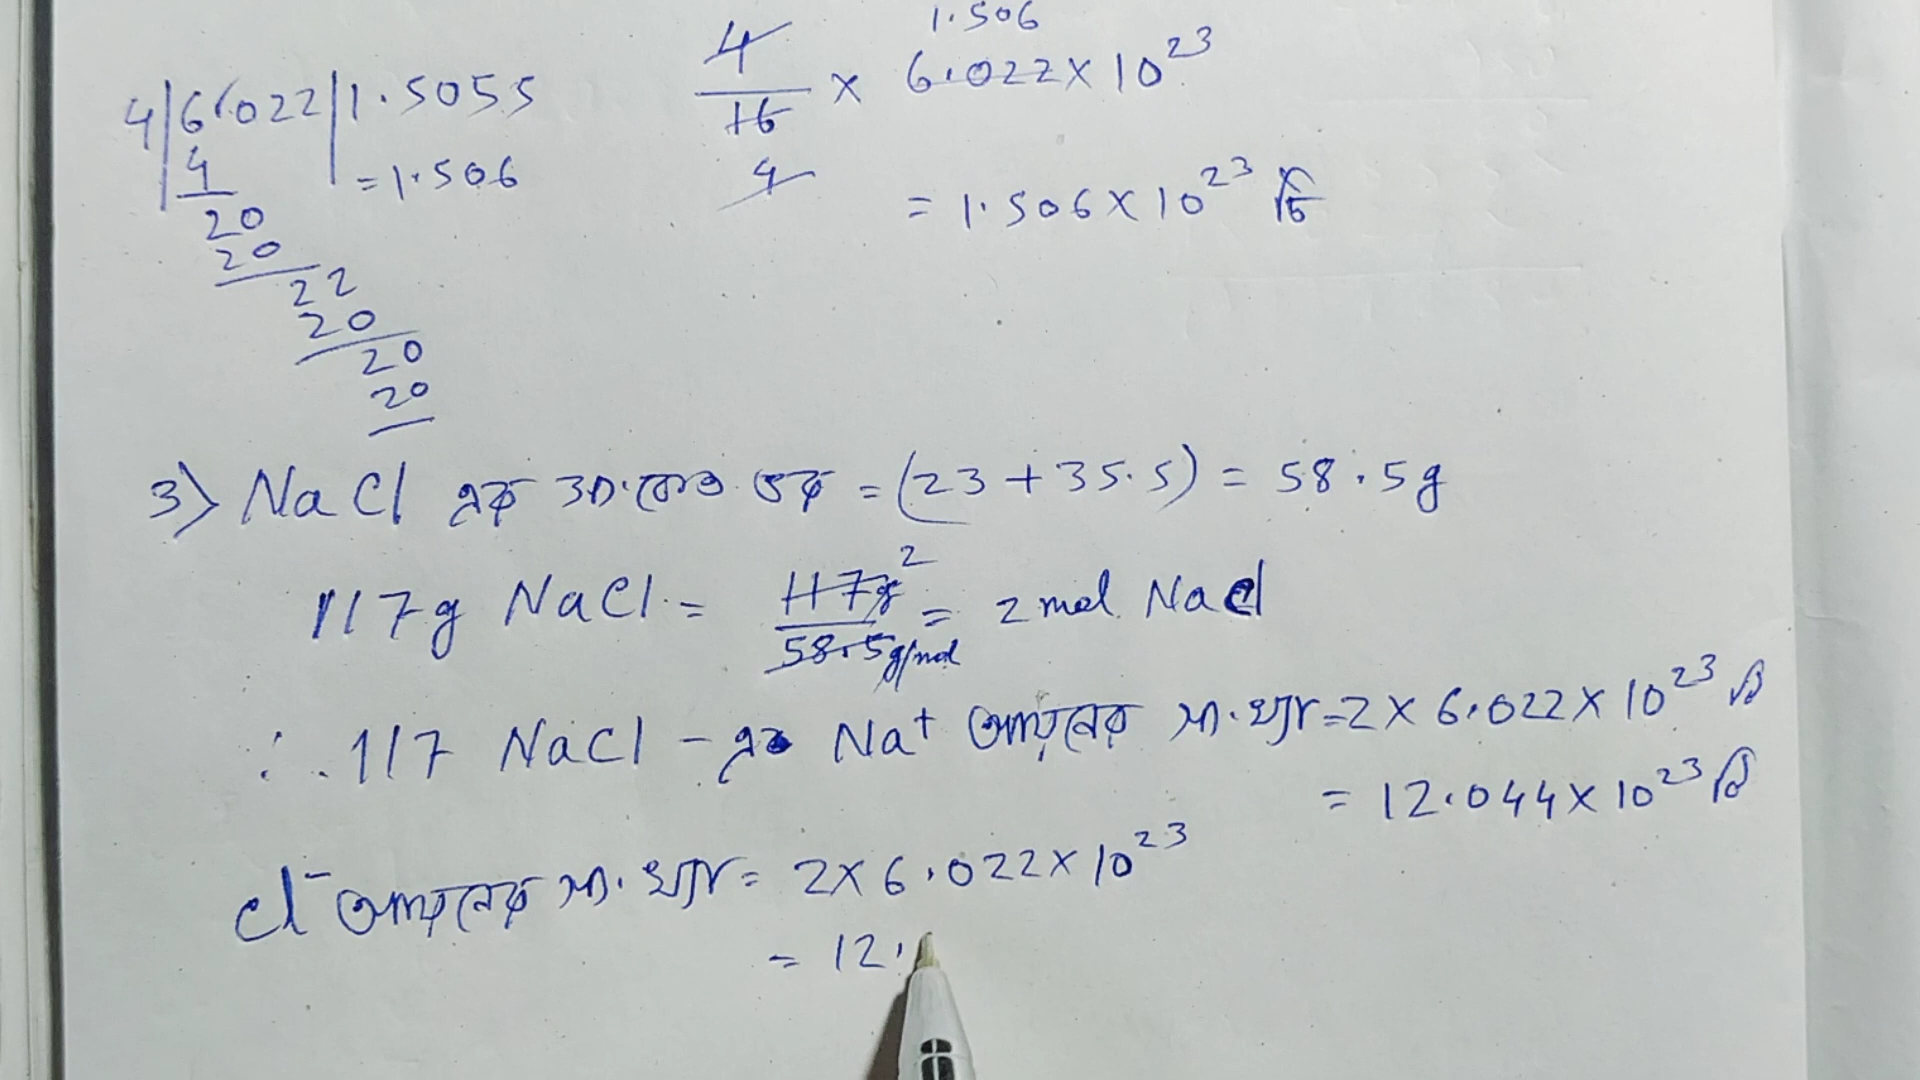 4|6.022|1.5055
4
= 1.506
20
20
22
20
20
20
1.506
4/16 × 6.022 × 10²³
4
= 1.506 × 10²³ টি
3) NaCl এর আ. ভর = (23 + 35.5) = 58.5g
117g NaCl = 117g/58.5g/mol = 2 mol NaCl
2
∴ 117 NaCl - এ Na⁺ আয়নের সংখ্যা = 2 × 6.022 × 10²³ টি
= 12.044 × 10²³ টি
Cl⁻ আয়নের সংখ্যা = 2 × 6.022 × 10²³
= 12.